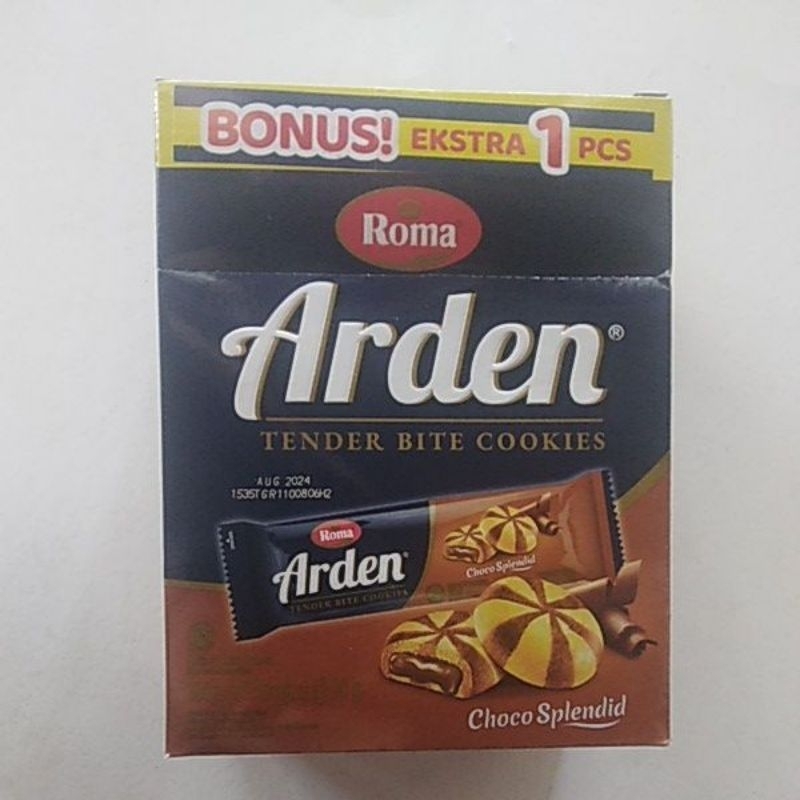 BONUS! EKSTRA 1 PCS
Roma
Arden®
TENDER BITE COOKIES
AUG 2024
1535TGR1100806H2
Roma
Arden®
TENDER BITE COOKIES
Choco Splendid
Choco Splendid